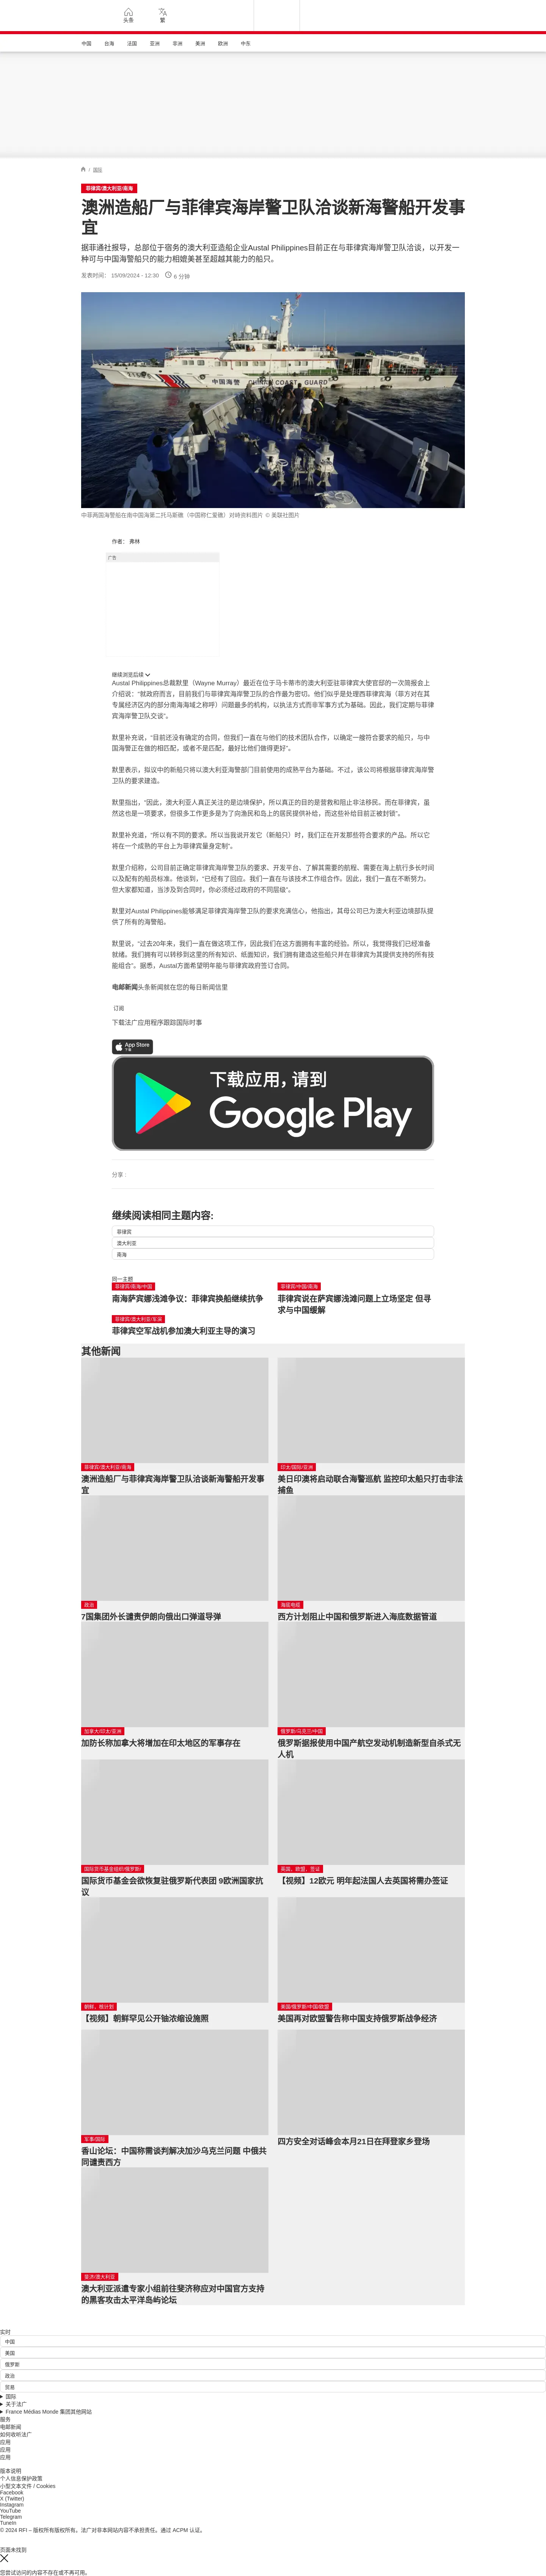 头条
繁
中国 台海 法国 亚洲 非洲 美洲 欧洲 中东
/ 国际
菲律宾/澳大利亚/南海
澳洲造船厂与菲律宾海岸警卫队洽谈新海警船开发事
宜
据菲通社报导，总部位于宿务的澳大利亚造船企业Austal Philippines目前正在与菲律宾海岸警卫队洽谈，以开发一
种可与中国海警船只的能力相媲美甚至超越其能力的船只。
发表时间： 15/09/2024 - 12:30 6 分钟
中国海警 CHINA COAST GUARD
中菲两国海警船在南中国海第二托马斯礁（中国称仁爱礁）对峙资料图片 © 美联社图片
作者： 弗林
广告
继续浏览后续
Austal Philippines总裁默里（Wayne Murray）最近在位于马卡蒂市的澳大利亚驻菲律宾大使官邸的一次简报会上
介绍说：“就政府而言，目前我们与菲律宾海岸警卫队的合作最为密切。他们似乎是处理西菲律宾海（菲方对在其
专属经济区内的部分南海海域之称呼）问题最多的机构，以执法方式而非军事方式为基础。因此，我们定期与菲律
宾海岸警卫队交谈”。
默里补充说，“目前还没有确定的合同，但我们一直在与他们的技术团队合作，以确定一艘符合要求的船只，与中
国海警正在做的相匹配，或者不是匹配，最好比他们做得更好”。
默里表示，拟议中的新船只将以澳大利亚海警部门目前使用的成熟平台为基础。不过，该公司将根据菲律宾海岸警
卫队的要求建造。
默里指出，“因此，澳大利亚人真正关注的是边境保护，所以真正的目的是营救和阻止非法移民。而在菲律宾，虽
然这也是一项要求，但很多工作更多是为了向渔民和岛上的居民提供补给，而这些补给目前正被封锁”。
默里补充道，“所以有不同的要求。所以当我说开发它（新船只）时，我们正在开发那些符合要求的产品。所以它
将在一个成熟的平台上为菲律宾量身定制”。
默里介绍称，公司目前正确定菲律宾海岸警卫队的要求、开发平台、了解其需要的航程、需要在海上航行多长时间
以及配有的船员标准。他谈到，“已经有了回应。我们一直在与该技术工作组合作。因此，我们一直在不断努力。
但大家都知道，当涉及到合同时，你必须经过政府的不同层级”。
默里对Austal Philippines能够满足菲律宾海岸警卫队的要求充满信心，他指出，其母公司已为澳大利亚边境部队提
供了所有的海警船。
默里说，“过去20年来，我们一直在做这项工作，因此我们在这方面拥有丰富的经验。所以，我觉得我们已经准备
就绪。我们拥有可以转移到这里的所有知识、纸面知识，我们拥有建造这些船只并在菲律宾为其提供支持的所有技
能组合”。据悉，Austal方面希望明年能与菲律宾政府签订合同。
电邮新闻头条新闻就在您的每日新闻信里
订阅
下载法广应用程序跟踪国际时事
App Store
下载
下载应用，请到
Google Play
分享 :
继续阅读相同主题内容:
菲律宾
澳大利亚
南海
同一主题
菲律宾/南海/中国
南海萨宾娜浅滩争议：菲律宾换船继续抗争
菲律宾/中国/南海
菲律宾说在萨宾娜浅滩问题上立场坚定 但寻
求与中国缓解
菲律宾/澳大利亚/军演
菲律宾空军战机参加澳大利亚主导的演习
其他新闻
菲律宾/澳大利亚/南海
澳洲造船厂与菲律宾海岸警卫队洽谈新海警船开发事
宜
印太/国际/亚洲
美日印澳将启动联合海警巡航 监控印太船只打击非法
捕鱼
政治
7国集团外长谴责伊朗向俄出口弹道导弹
海底电缆
西方计划阻止中国和俄罗斯进入海底数据管道
加拿大/印太/亚洲
加防长称加拿大将增加在印太地区的军事存在
俄罗斯/乌克兰/中国
俄罗斯据报使用中国产航空发动机制造新型自杀式无
人机
国际货币基金组织/俄罗斯/
国际货币基金会欲恢复驻俄罗斯代表团 9欧洲国家抗
议
英国、欧盟、签证
【视频】12欧元 明年起法国人去英国将需办签证
朝鲜，核计划
【视频】朝鲜罕见公开铀浓缩设施照
美国/俄罗斯/中国/欧盟
美国再对欧盟警告称中国支持俄罗斯战争经济
军事/国际
香山论坛：中国称需谈判解决加沙乌克兰问题 中俄共
同谴责西方
四方安全对话峰会本月21日在拜登家乡登场
斐济/澳大利亚
澳大利亚派遣专家小组前往斐济称应对中国官方支持
的黑客攻击太平洋岛屿论坛
实时
中国
美国
俄罗斯
政治
贸易
国际
关于法广
France Médias Monde 集团其他网站
服务
电邮新闻
如何收听法广
应用
应用
应用
版本说明
个人信息保护政策
小型文本文件 / Cookies
Facebook
X (Twitter)
Instagram
YouTube
Telegram
TuneIn
© 2024 RFI – 版权所有版权所有。法广对非本网站内容不承担责任。通过 ACPM 认证。
页面未找到
您尝试访问的内容不存在或不再可用。